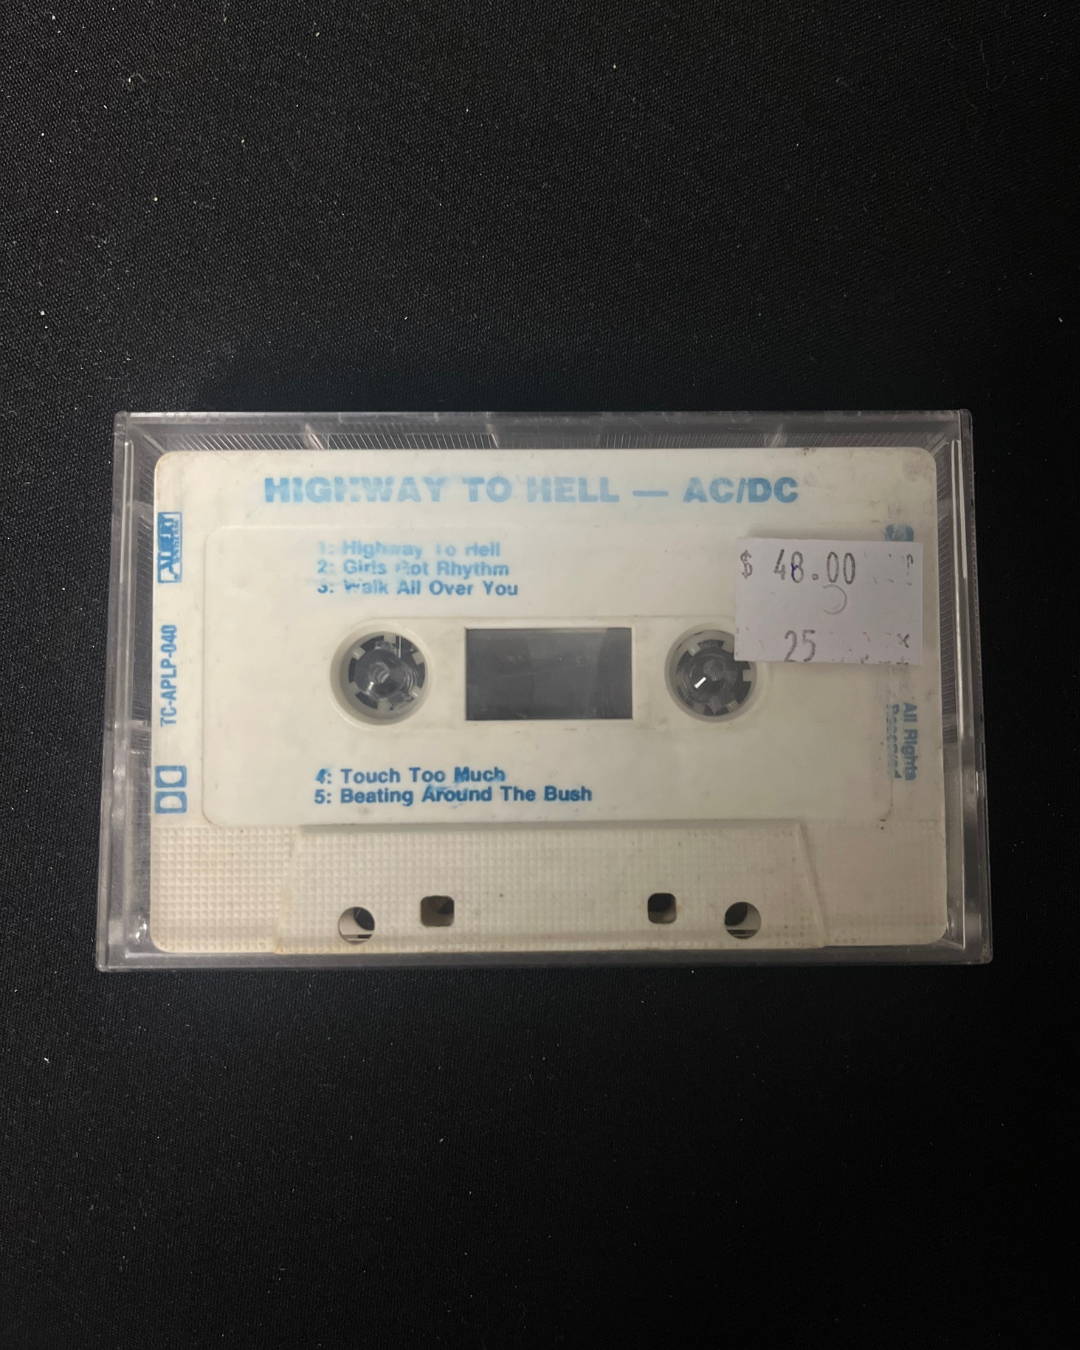 HIGHWAY TO HELL — AC/DC
1: Highway To Hell
2: Girls Got Rhythm
3: Walk All Over You
$ 48.00
25
TC-APLP-040
All Rights
Reserved
4: Touch Too Much
5: Beating Around The Bush